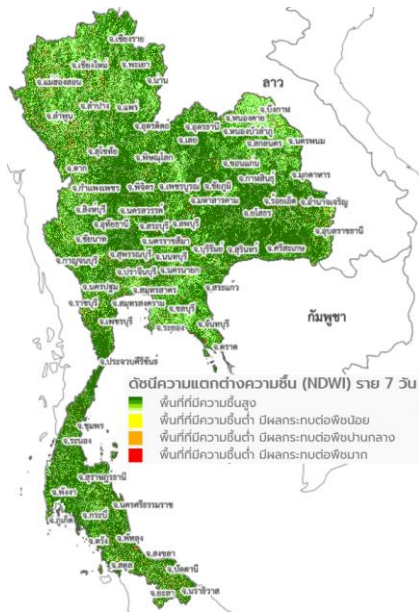 จ.เชียงราย
จ.เชียงใหม่ จ.พะเยา
จ.แม่ฮ่องสอน จ.น่าน
จ.ลำปาง จ.แพร่
จ.ลำพูน
ลาว
จ.บึงกาฬ
จ.อุตรดิตถ์ จ.อุดรธานี จ.หนองคาย
จ.เลย จ.หนองบัวลำภู
จ.สุโขทัย จ.สกลนคร จ.นครพนม
จ.พิษณุโลก จ.ขอนแก่น
จ.ตาก จ.กาฬสินธุ์ จ.มุกดาหาร
จ.กำแพงเพชร จ.พิจิตร จ.เพชรบูรณ์ จ.ชัยภูมิ
จ.มหาสารคาม จ.ร้อยเอ็ด จ.อำนาจเจริญ
จ.สิงห์บุรี จ.นครสวรรค์ จ.ยโสธร
จ.อุทัยธานี จ.สระบุรี จ.ลพบุรี
จ.อุบลราชธานี
จ.ชัยนาท จ.นครราชสีมา
จ.สุพรรณบุรี จ.นนทบุรี จ.บุรีรัมย์ จ.สุรินทร์ จ.ศรีสะเกษ
จ.กาญจนบุรี จ.ปราจีนบุรี จ.นครนายก
จ.นครปฐม จ.สมุทรสาคร จ.สระแก้ว
จ.ราชบุรี จ.สมุทรสงคราม จ.ชลบุรี
กัมพูชา
จ.เพชรบุรี จ.ระยอง จ.จันทบุรี
จ.ตราด
จ.ประจวบคีรีขันธ์
ดัชนีความแตกต่างความชื้น (NDWI) ราย 7 วัน
พื้นที่ที่มีความชื้นสูง
พื้นที่ที่มีความชื้นต่ำ มีผลกระทบต่อพืชน้อย
พื้นที่ที่มีความชื้นต่ำ มีผลกระทบต่อพืชปานกลาง
พื้นที่ที่มีความชื้นต่ำ มีผลกระทบต่อพืชมาก
จ.ชุมพร
จ.ระนอง
จ.สุราษฎร์ธานี
จ.พังงา
จ.นครศรีธรรมราช
จ.ภูเก็ต จ.กระบี่
จ.ตรัง จ.พัทลุง
จ.สงขลา
จ.สตูล จ.ปัตตานี
จ.ยะลา จ.นราธิวาส